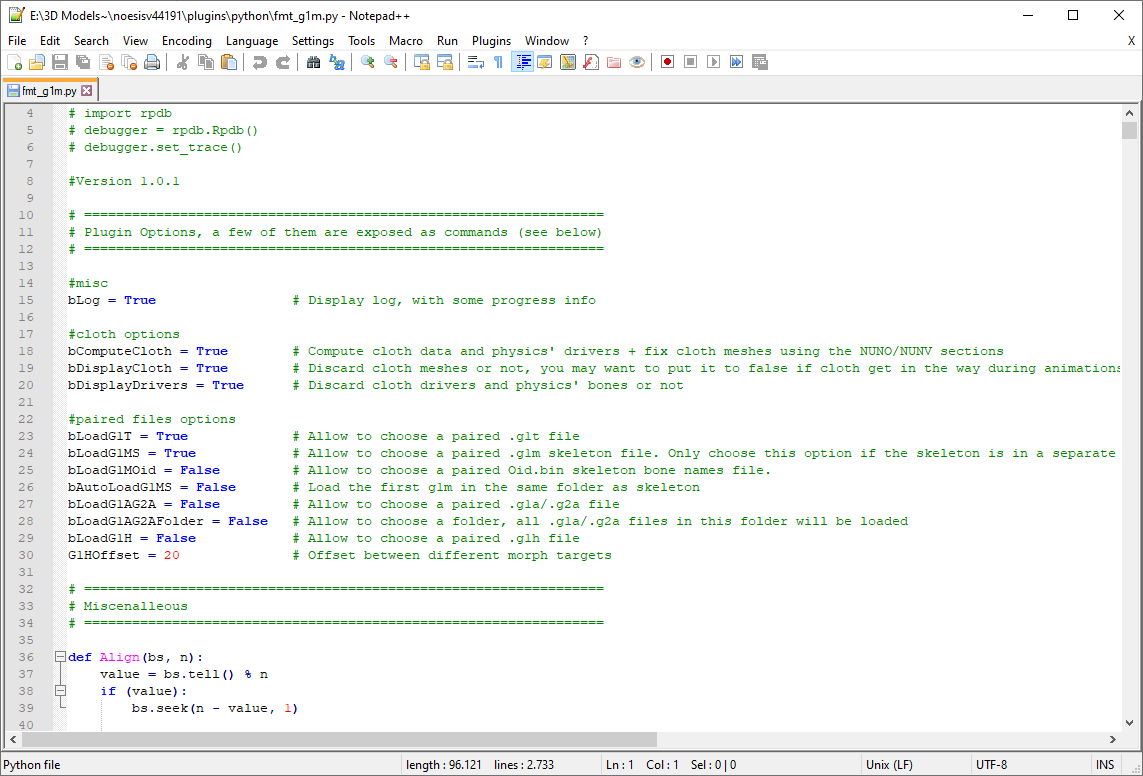 E:\3D Models~\noesisv44191\plugins\python\fmt_g1m.py - Notepad++
File Edit Search View Encoding Language Settings Tools Macro Run Plugins Window ? X
fmt_g1m.py
4 # import rpdb
5 # debugger = rpdb.Rpdb()
6 # debugger.set_trace()
7
8 #Version 1.0.1
9
10 # =================================================================
11 # Plugin Options, a few of them are exposed as commands (see below)
12 # =================================================================
13
14 #misc
15 bLog = True # Display log, with some progress info
16
17 #cloth options
18 bComputeCloth = True # Compute cloth data and physics' drivers + fix cloth meshes using the NUNO/NUNV sections
19 bDisplayCloth = True # Discard cloth meshes or not, you may want to put it to false if cloth get in the way during animations
20 bDisplayDrivers = True # Discard cloth drivers and physics' bones or not
21
22 #paired files options
23 bLoadG1T = True # Allow to choose a paired .g1t file
24 bLoadG1MS = True # Allow to choose a paired .g1m skeleton file. Only choose this option if the skeleton is in a separate
25 bLoadG1MOid = False # Allow to choose a paired Oid.bin skeleton bone names file.
26 bAutoLoadG1MS = False # Load the first g1m in the same folder as skeleton
27 bLoadG1AG2A = False # Allow to choose a paired .g1a/.g2a file
28 bLoadG1AG2AFolder = False # Allow to choose a folder, all .g1a/.g2a files in this folder will be loaded
29 bLoadG1H = False # Allow to choose a paired .g1h file
30 G1HOffset = 20 # Offset between different morph targets
31
32 # =================================================================
33 # Miscenalleous
34 # =================================================================
35
36 def Align(bs, n):
37 value = bs.tell() % n
38 if (value):
39 bs.seek(n - value, 1)
40
Python file length : 96.121 lines : 2.733 Ln : 1 Col : 1 Sel : 0 | 0 Unix (LF) UTF-8 INS